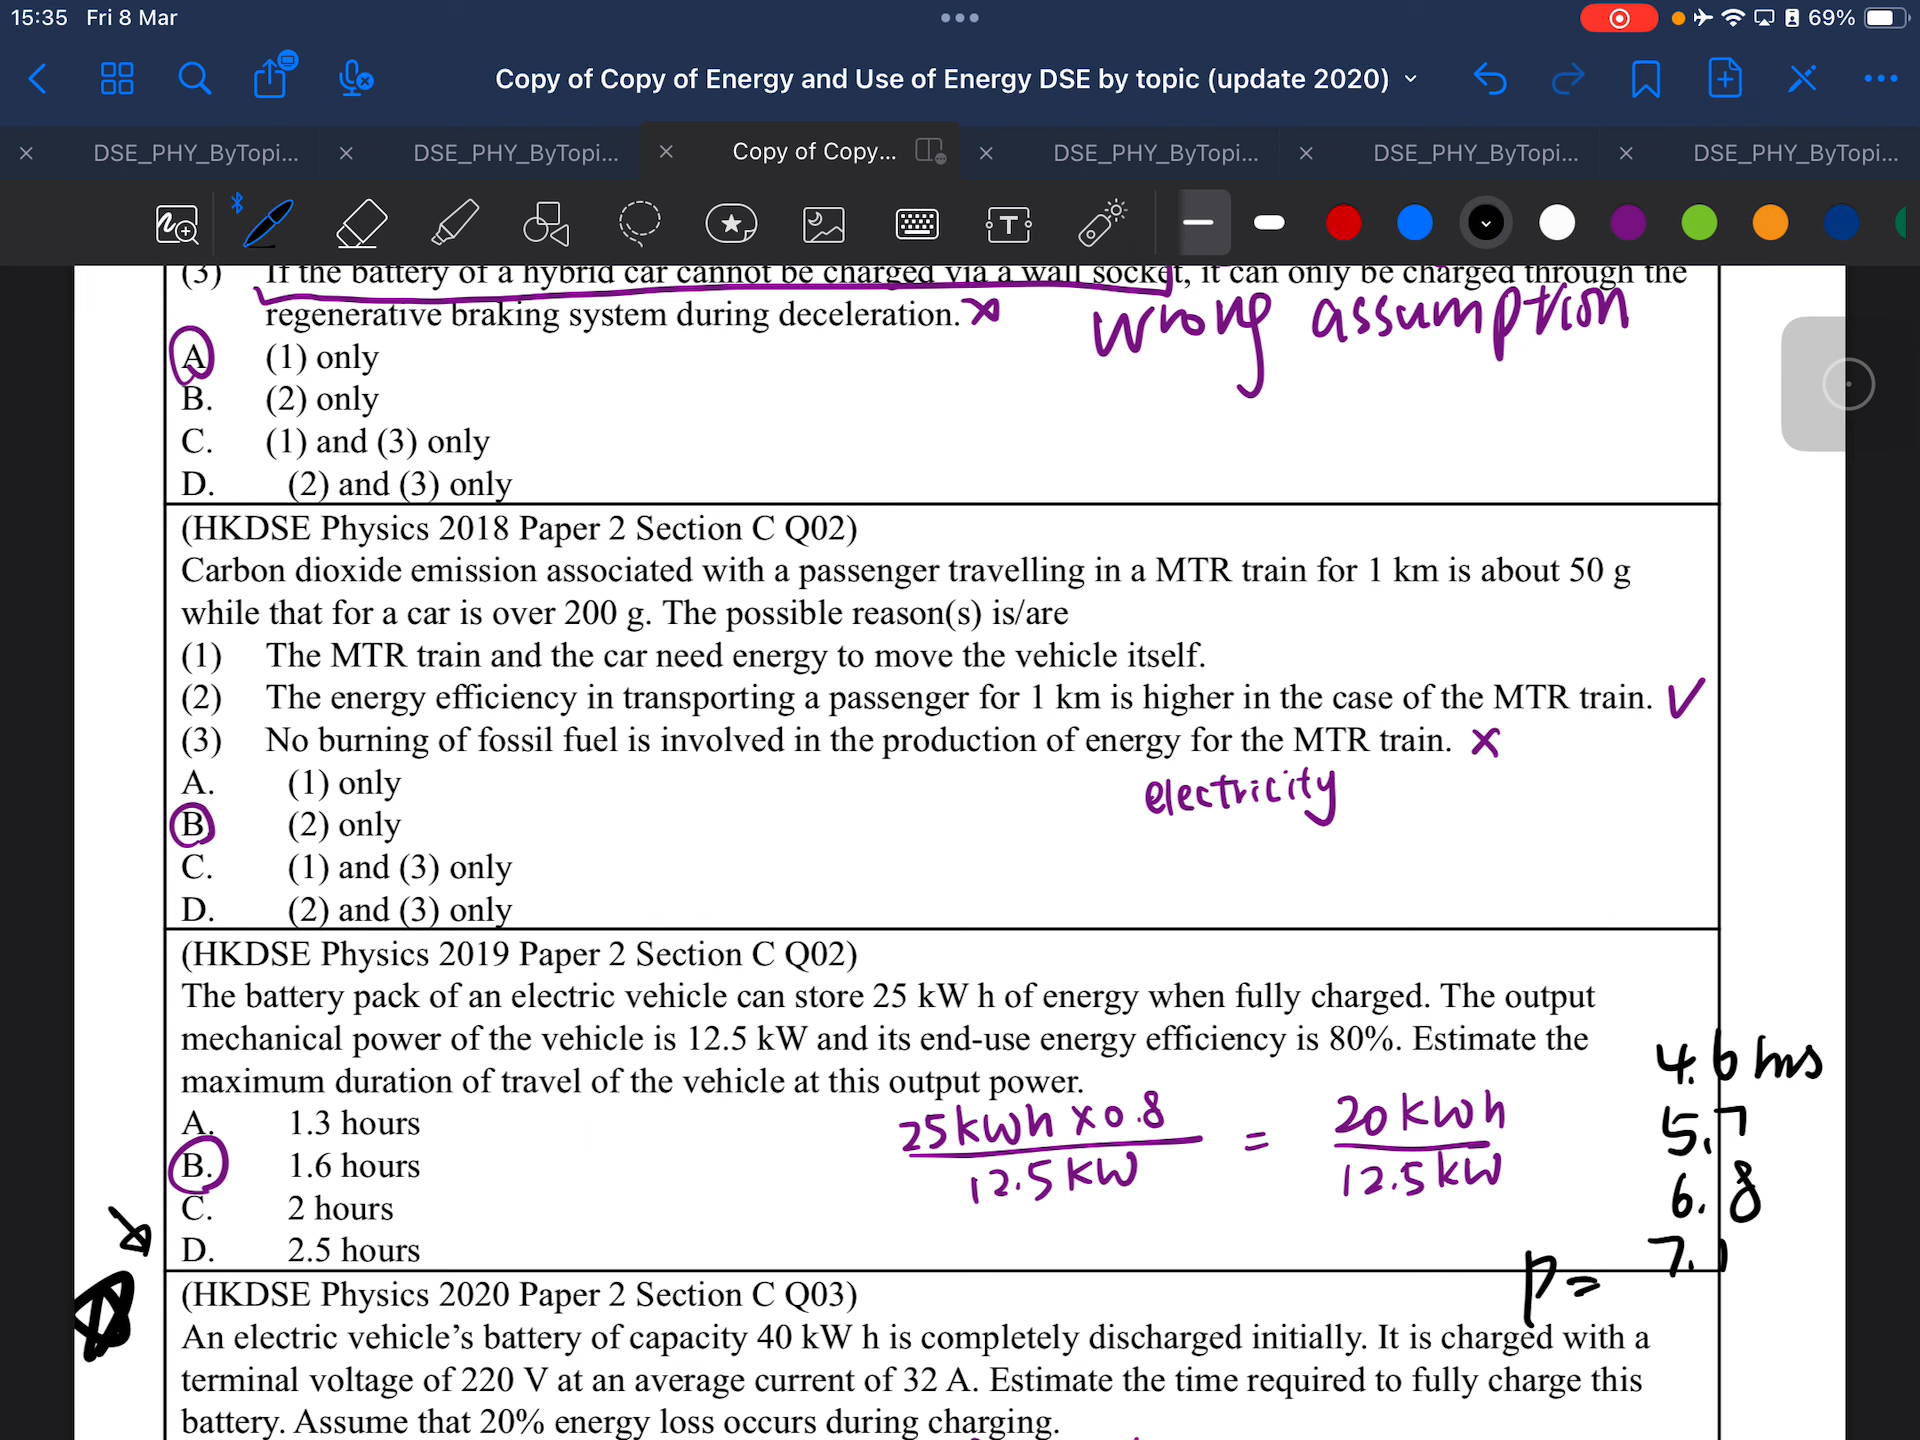 15:35 Fri 8 Mar
69%
Copy of Copy of Energy and Use of Energy DSE by topic (update 2020)
DSE_PHY_ByTopi... DSE_PHY_ByTopi... Copy of Copy... DSE_PHY_ByTopi... DSE_PHY_ByTopi... DSE_PHY_ByTopi...
(3) If the battery of a hybrid car cannot be charged via a wall socket, it can only be charged through the
regenerative braking system during deceleration. x
wrong assumption
A (1) only
B. (2) only
C. (1) and (3) only
D. (2) and (3) only
(HKDSE Physics 2018 Paper 2 Section C Q02)
Carbon dioxide emission associated with a passenger travelling in a MTR train for 1 km is about 50 g
while that for a car is over 200 g. The possible reason(s) is/are
(1) The MTR train and the car need energy to move the vehicle itself.
(2) The energy efficiency in transporting a passenger for 1 km is higher in the case of the MTR train. ✓
(3) No burning of fossil fuel is involved in the production of energy for the MTR train. x
electricity
A. (1) only
B. (2) only
C. (1) and (3) only
D. (2) and (3) only
(HKDSE Physics 2019 Paper 2 Section C Q02)
The battery pack of an electric vehicle can store 25 kW h of energy when fully charged. The output
mechanical power of the vehicle is 12.5 kW and its end-use energy efficiency is 80%. Estimate the
maximum duration of travel of the vehicle at this output power.
A. 1.3 hours
B. 1.6 hours
C. 2 hours
D. 2.5 hours
25kWh x 0.8 = 20kWh
12.5kW 12.5kW
4.6 hrs
5.7
6.8
7.1
P =
(HKDSE Physics 2020 Paper 2 Section C Q03)
An electric vehicle's battery of capacity 40 kW h is completely discharged initially. It is charged with a
terminal voltage of 220 V at an average current of 32 A. Estimate the time required to fully charge this
battery. Assume that 20% energy loss occurs during charging.